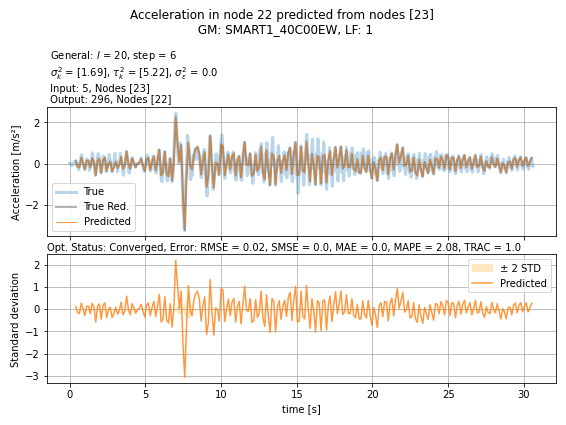 Acceleration in node 22 predicted from nodes [23]
GM: SMART1_40C00EW, LF: 1
General: l = 20, step = 6
σ²ₖ = [1.69], τ²ₖ = [5.22], σ²ε = 0.0
Input: 5, Nodes [23]
Output: 296, Nodes [22]
Acceleration [m/s²]
2
0
−2
True
True Red.
Predicted
Opt. Status: Converged, Error: RMSE = 0.02, SMSE = 0.0, MAE = 0.0, MAPE = 2.08, TRAC = 1.0
Standard deviation
2
1
0
−1
−2
−3
± 2 STD
Predicted
0 5 10 15 20 25 30
time [s]